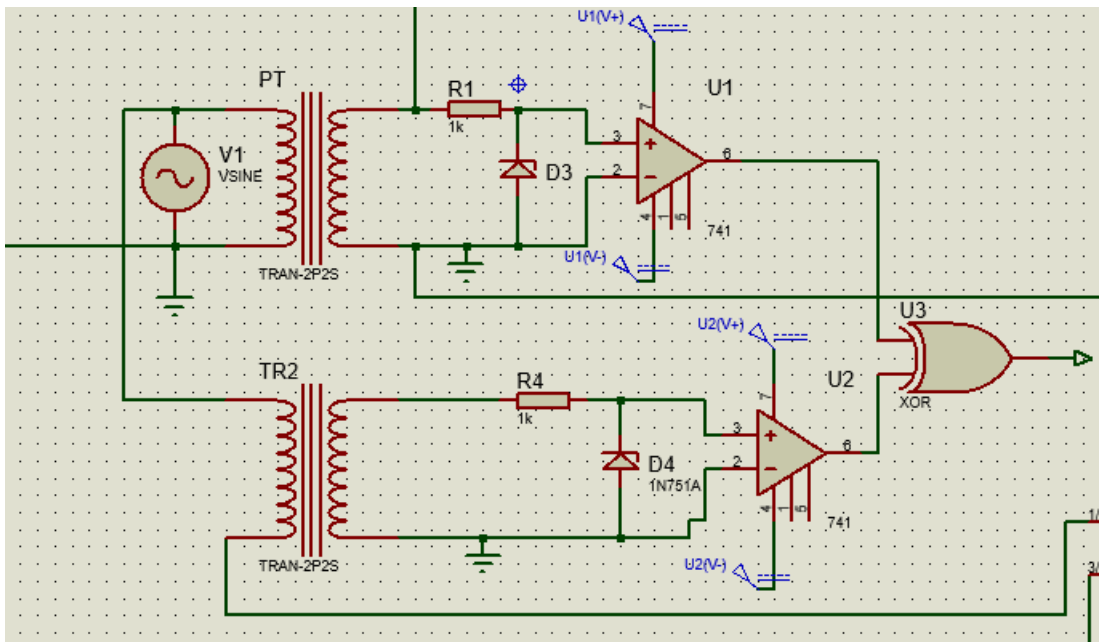 U1(V+)
PT
R1
1k
U1
7
V1
VSINE
D3
3
2
6
4
1
5
741
U1(V-)
TRAN-2P2S
U2(V+)
U3
TR2
R4
1k
U2
7
XOR
3
2
6
D4
1N751A
4
1
5
741
TRAN-2P2S
U2(V-)
1/
3/